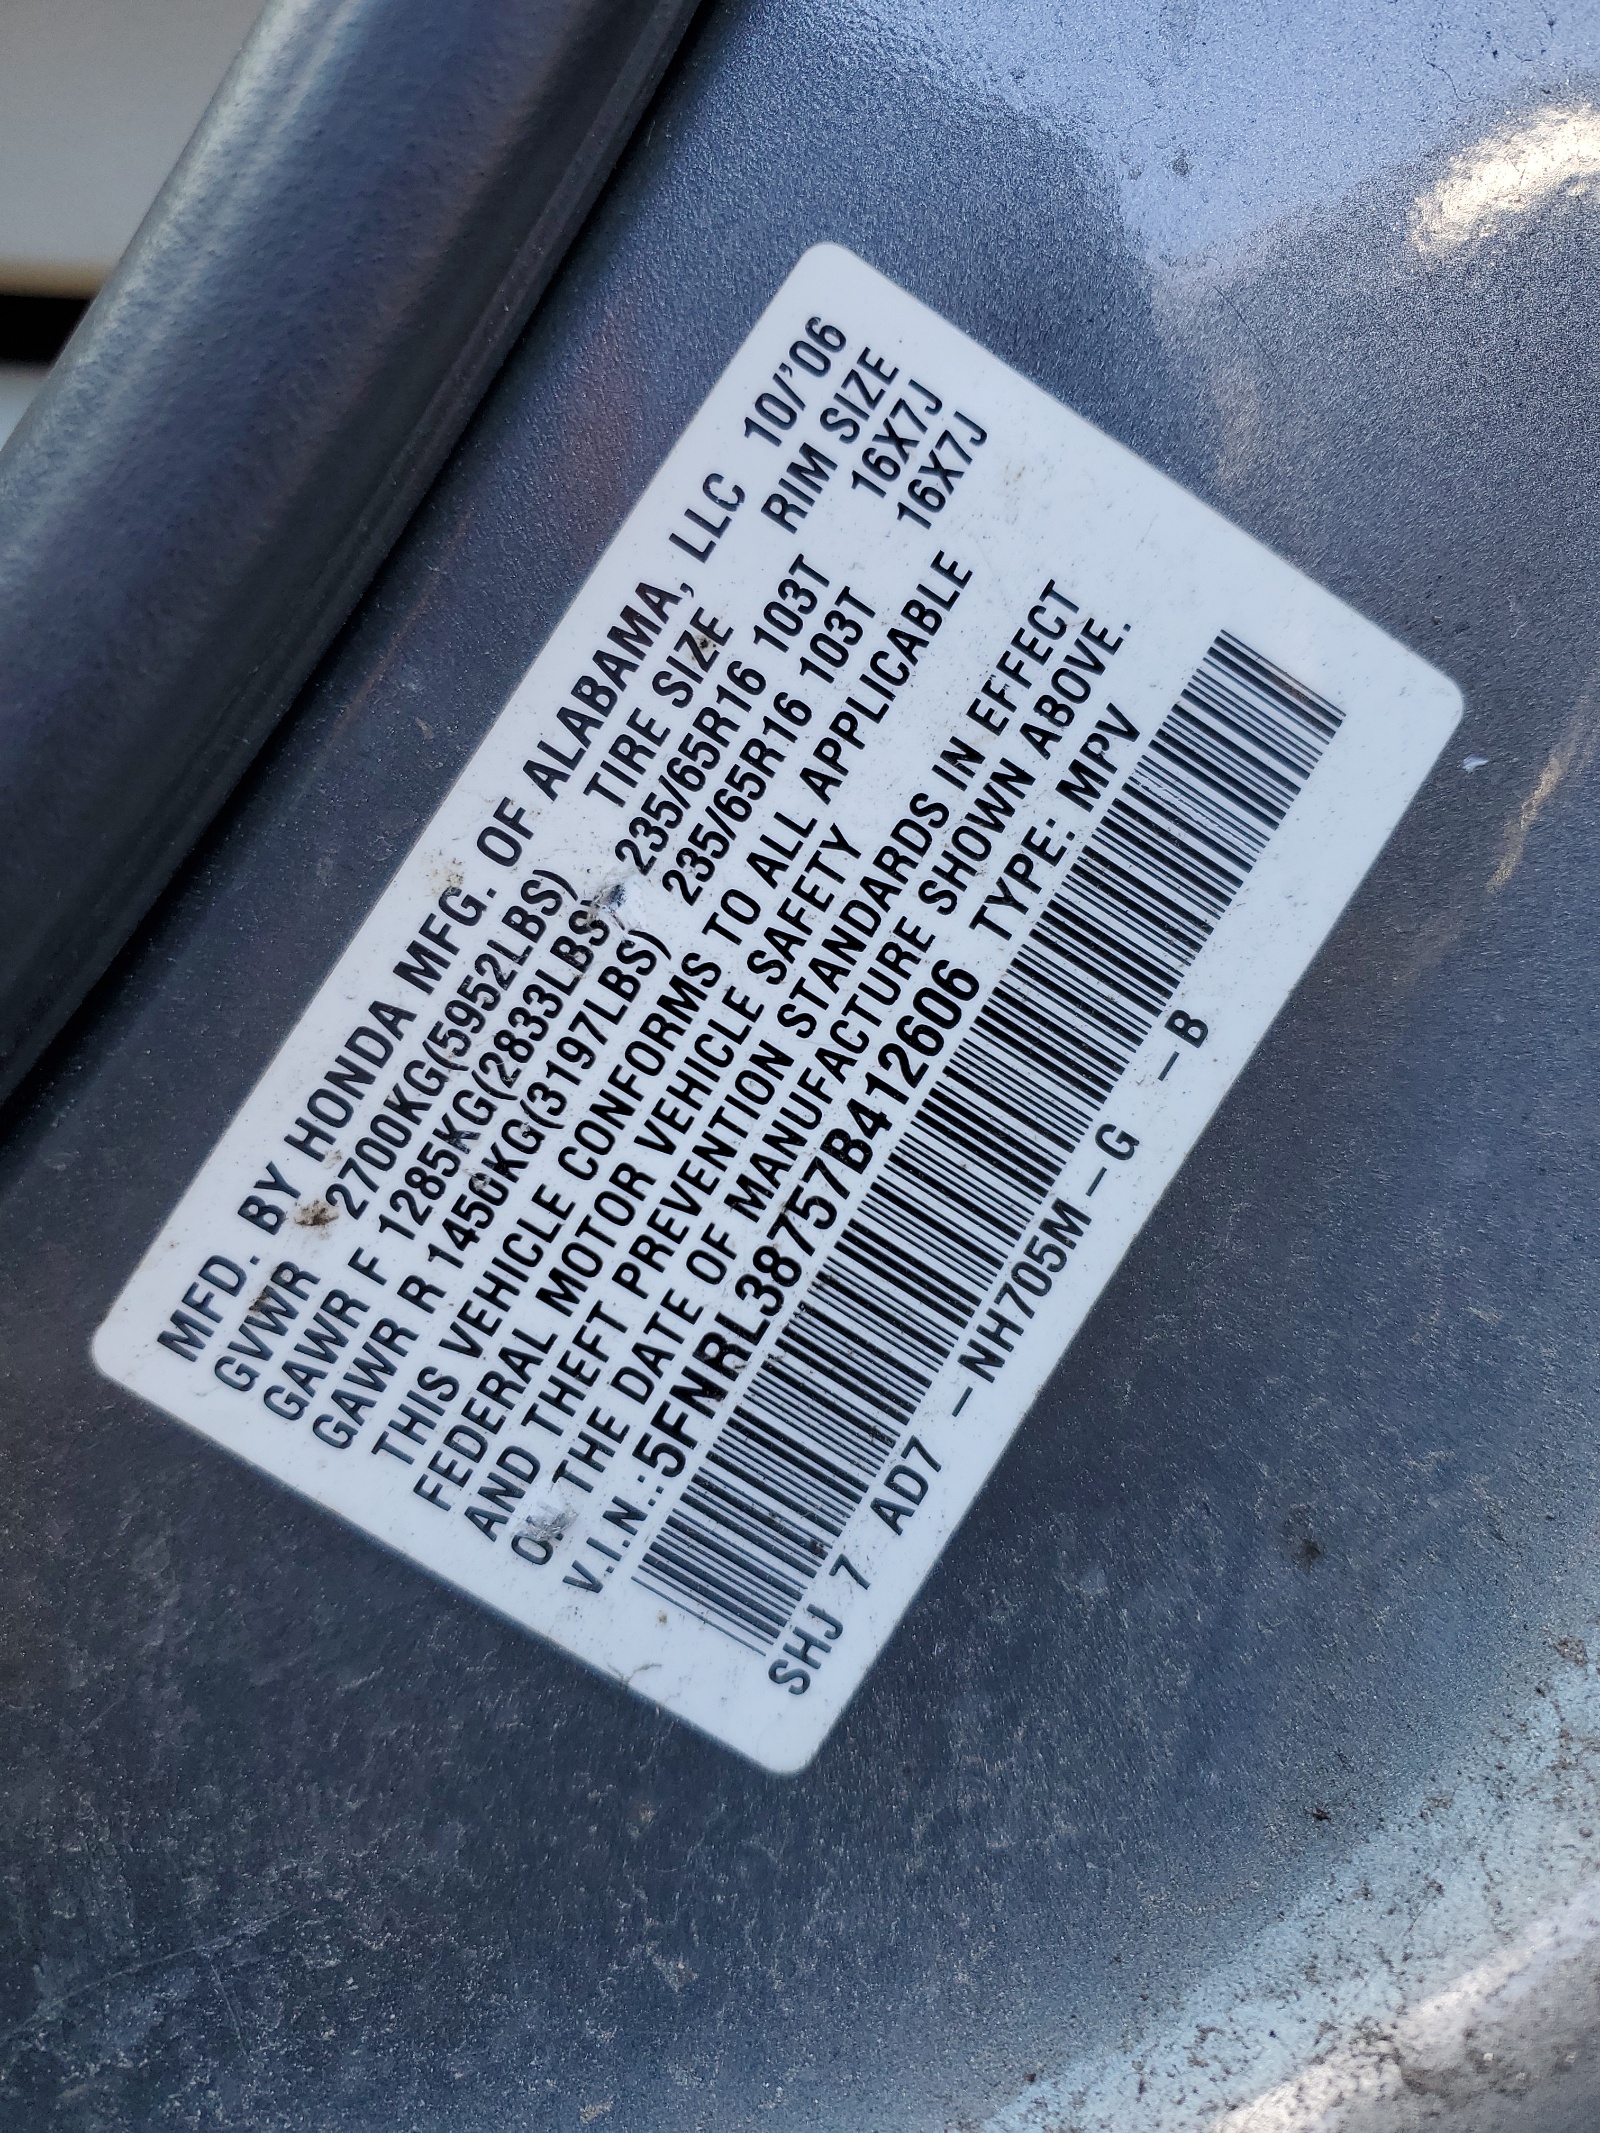 MFD. BY HONDA MFG. OF ALABAMA, LLC 10/'06
GVWR 2700KG(5952LBS) TIRE SIZE RIM SIZE
GAWR F 1285KG(2833LBS) 235/65R16 103T 16X7J
GAWR R 1450KG(3197LBS) 235/65R16 103T 16X7J
THIS VEHICLE CONFORMS TO ALL APPLICABLE
FEDERAL MOTOR VEHICLE SAFETY
AND THEFT PREVENTION STANDARDS IN EFFECT
ON THE DATE OF MANUFACTURE SHOWN ABOVE.
V.I.N.:5FNRL38757B412606 TYPE: MPV
SHJ 7 AD7 -NH705M-G -B